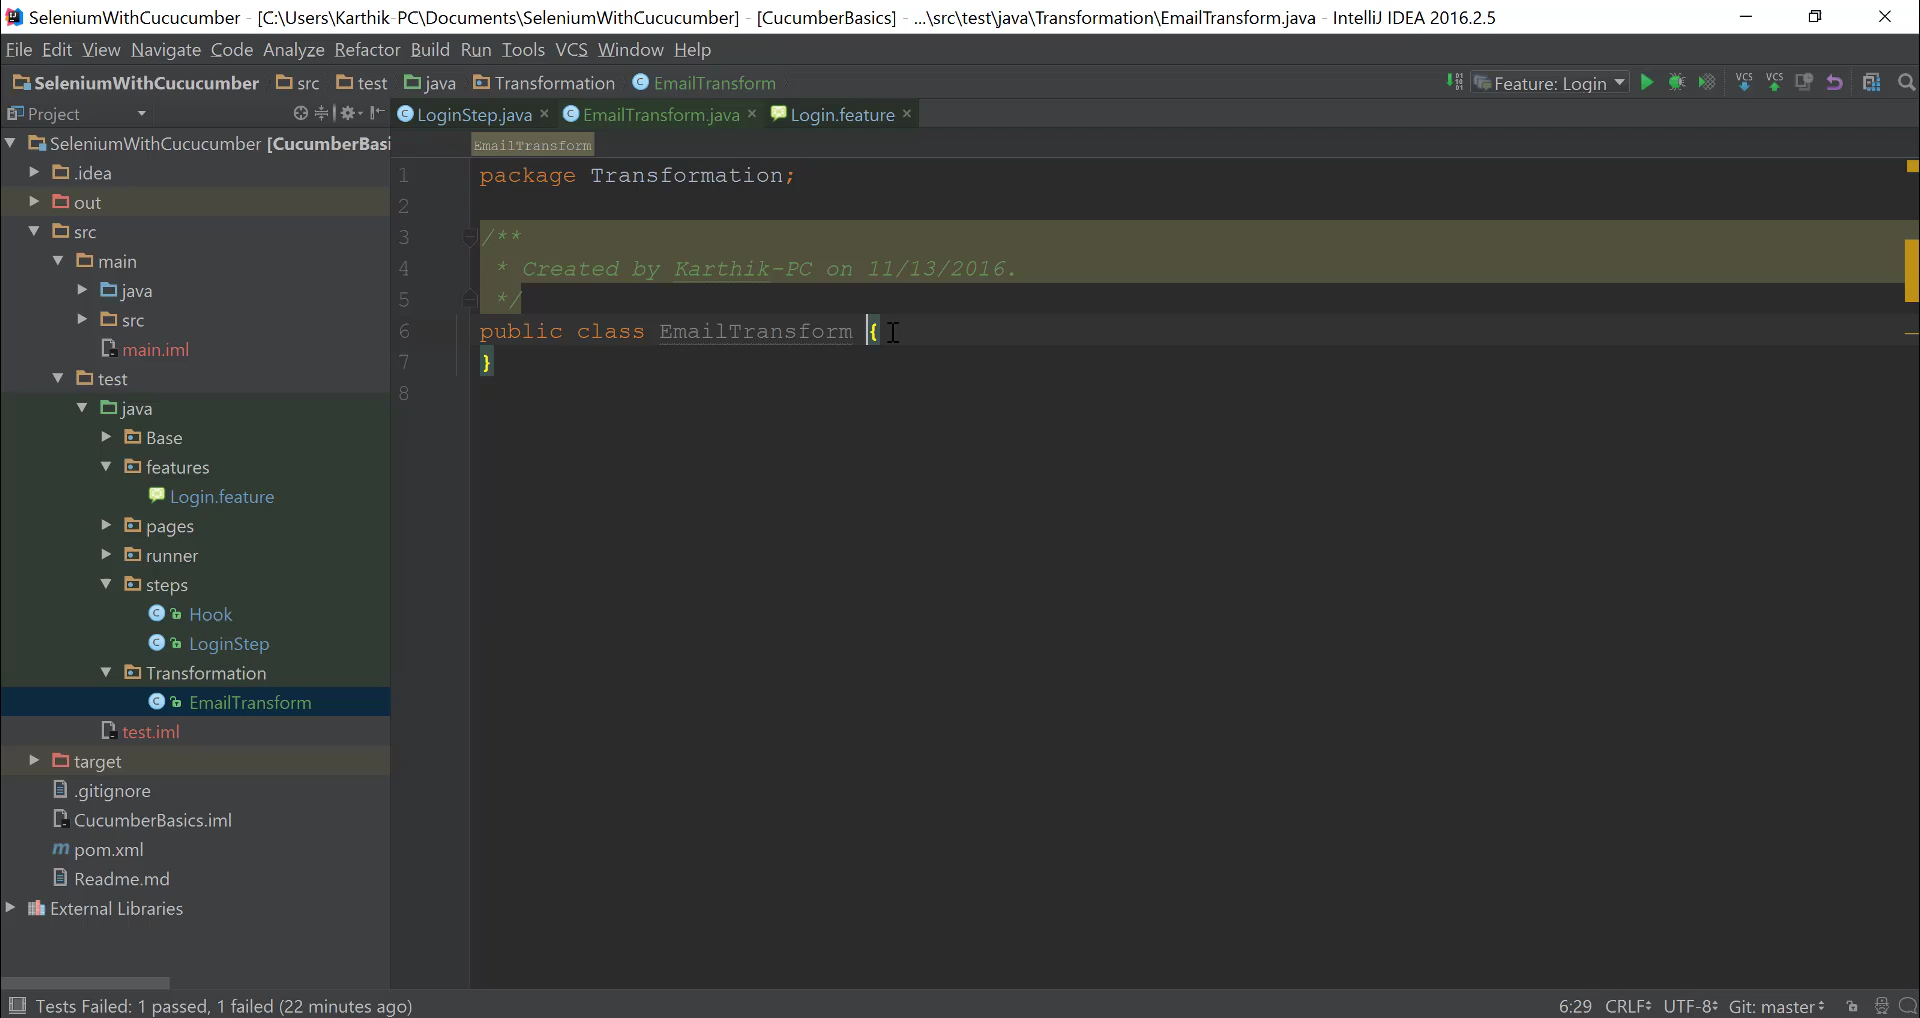 SeleniumWithCucucumber - [C:\Users\Karthik-PC\Documents\SeleniumWithCucucumber] - [CucumberBasics] - ...\src\test\java\Transformation\EmailTransform.java - IntelliJ IDEA 2016.2.5
File Edit View Navigate Code Analyze Refactor Build Run Tools VCS Window Help
SeleniumWithCucucumber src test java Transformation EmailTransform Feature: Login VCS VCS
Project LoginStep.java EmailTransform.java Login.feature
SeleniumWithCucucumber [CucumberBasi
EmailTransform
.idea
out
src
main
java
src
main.iml
test
java
Base
features
Login.feature
pages
runner
steps
Hook
LoginStep
Transformation
EmailTransform
test.iml
target
.gitignore
CucumberBasics.iml
pom.xml
Readme.md
External Libraries
1 package Transformation;
2
3 /**
4 * Created by Karthik-PC on 11/13/2016.
5 */
6 public class EmailTransform {
7 }
8
Tests Failed: 1 passed, 1 failed (22 minutes ago) 6:29 CRLF UTF-8 Git: master